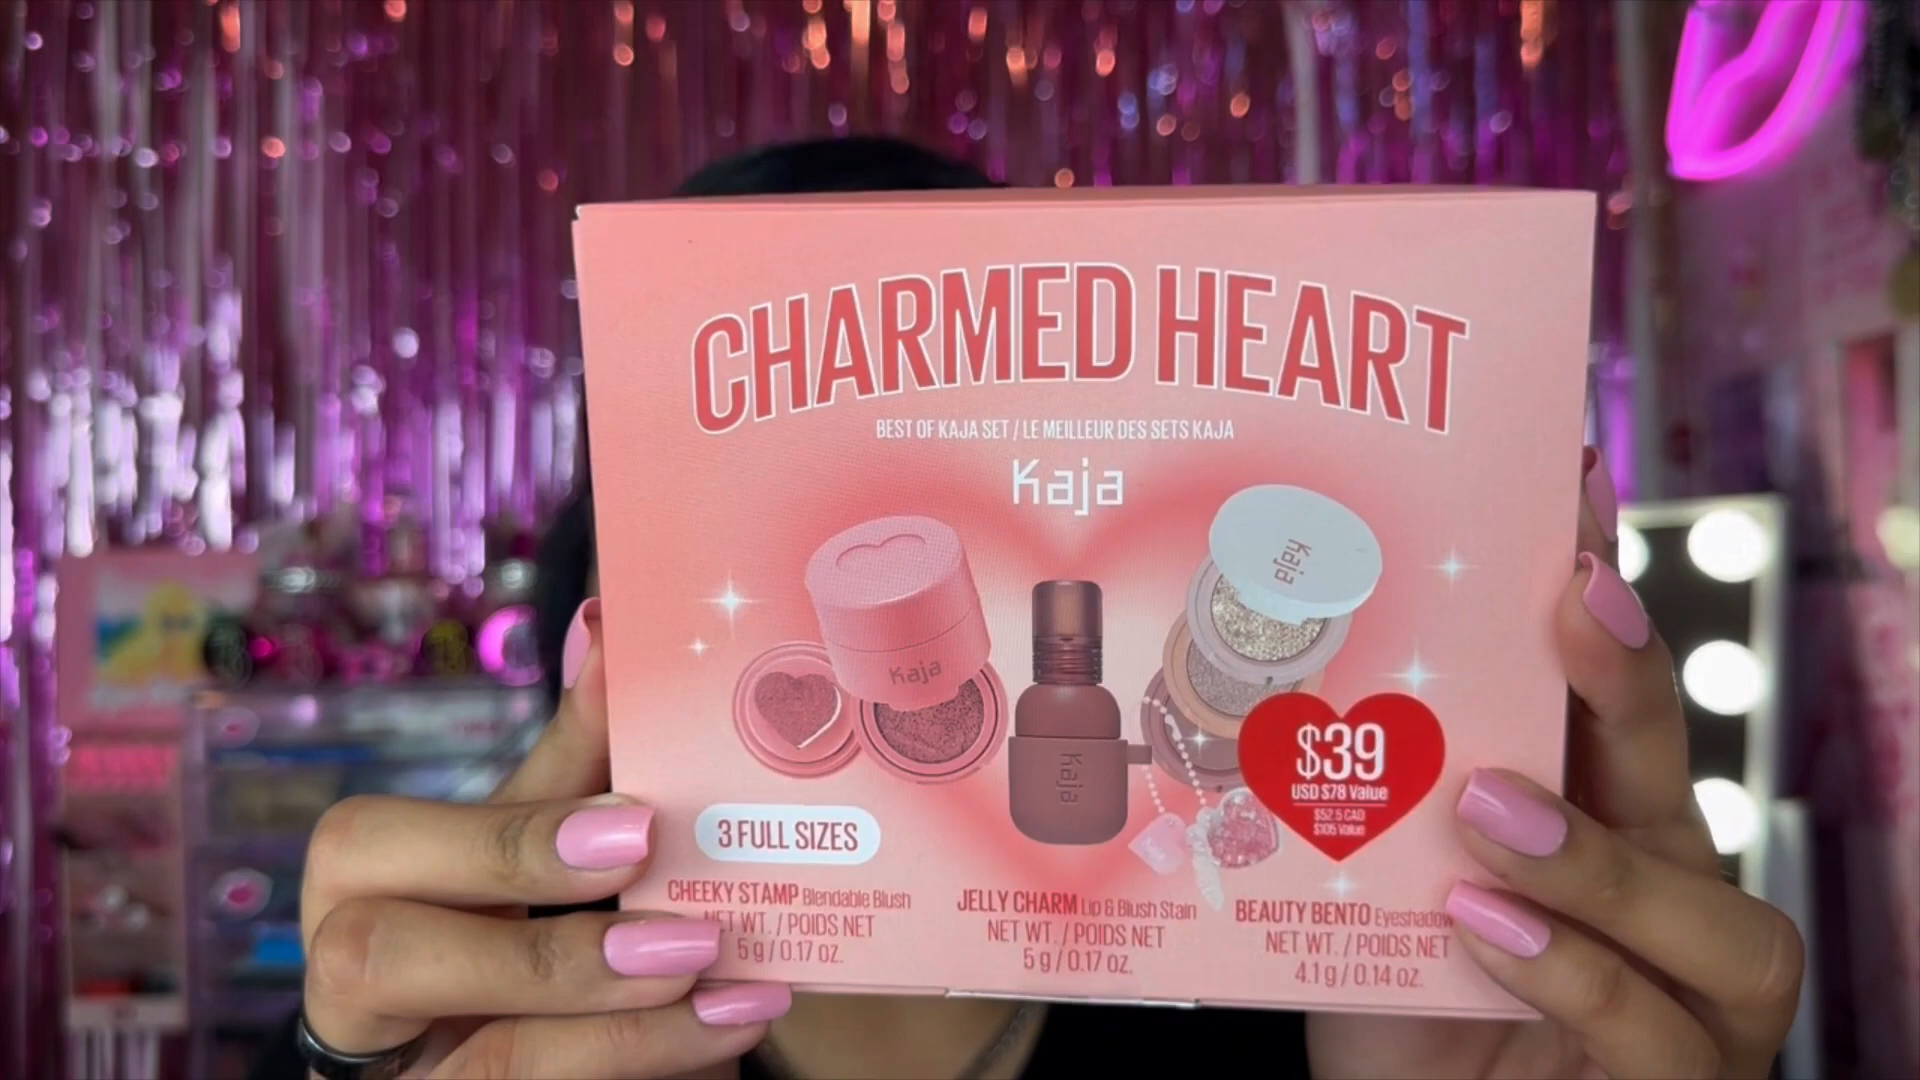 CHARMED HEART
BEST OF KAJA SET / LE MEILLEUR DES SETS KAJA
Kaja
Kaja
Kaja
Kaja
$39
USD $78 Value
$52.5 CAD
$105 Value
3 FULL SIZES
CHEEKY STAMP Blendable Blush
NET WT. / POIDS NET
5 g / 0.17 oz.
JELLY CHARM Lip & Blush Stain
NET WT. / POIDS NET
5 g / 0.17 oz.
BEAUTY BENTO Eyeshadow
NET WT. / POIDS NET
4.1 g / 0.14 oz.